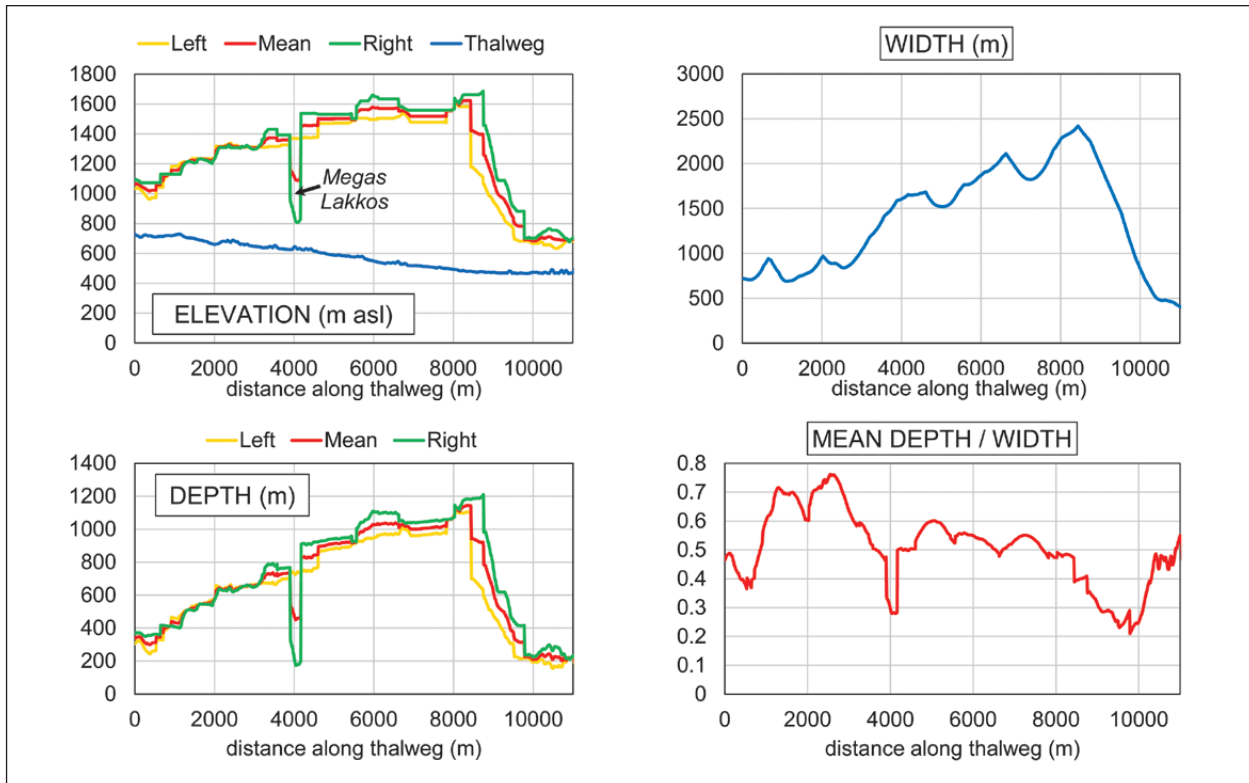 Left Mean Right Thalweg
1800
1600
1400
1200
1000
800
600
400
200
0
Megas
Lakkos
ELEVATION (m asl)
0 2000 4000 6000 8000 10000
distance along thalweg (m)
WIDTH (m)
3000
2500
2000
1500
1000
500
0
0 2000 4000 6000 8000 10000
distance along thalweg (m)
Left Mean Right
1400
1200
1000
800
600
400
200
0
DEPTH (m)
0 2000 4000 6000 8000 10000
distance along thalweg (m)
MEAN DEPTH / WIDTH
0.8
0.7
0.6
0.5
0.4
0.3
0.2
0.1
0
0 2000 4000 6000 8000 10000
distance along thalweg (m)